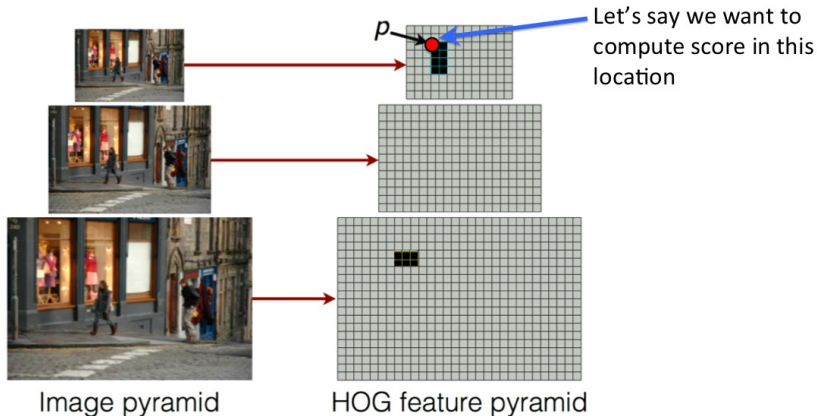 p
Let's say we want to
compute score in this
location
Image pyramid
HOG feature pyramid